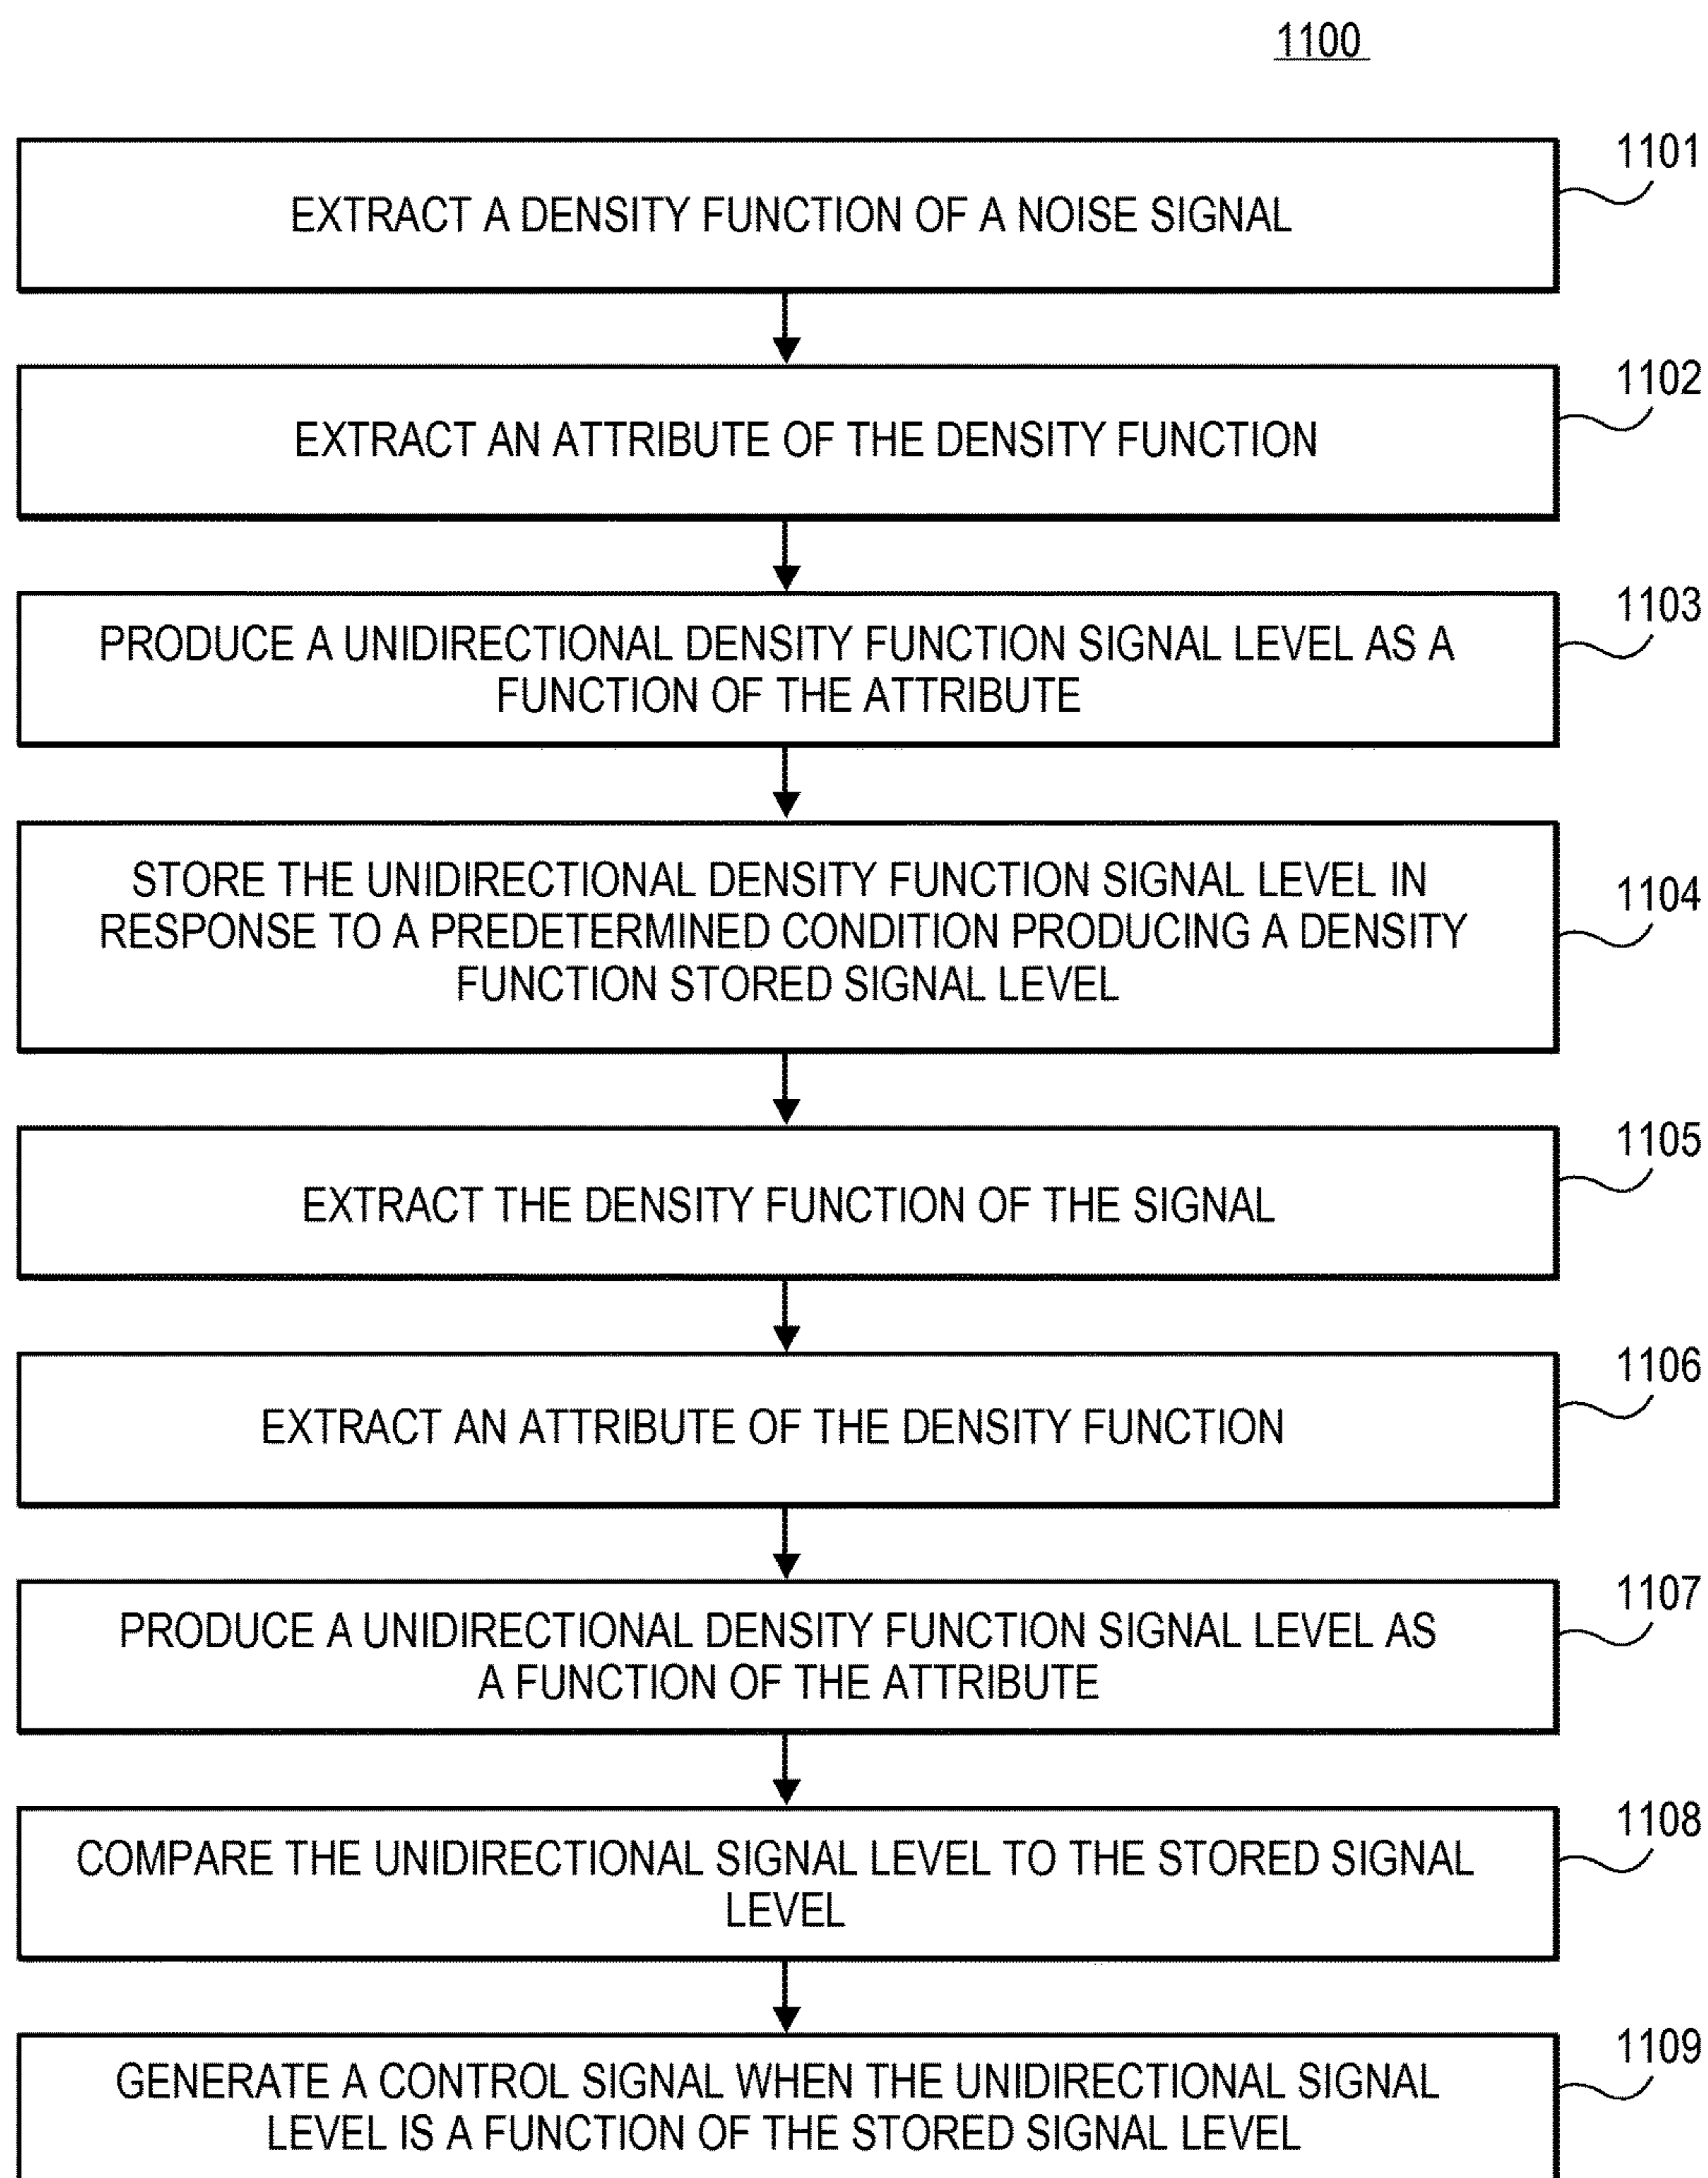 1100
1101
EXTRACT A DENSITY FUNCTION OF A NOISE SIGNAL
1102
EXTRACT AN ATTRIBUTE OF THE DENSITY FUNCTION
1103
PRODUCE A UNIDIRECTIONAL DENSITY FUNCTION SIGNAL LEVEL AS A
FUNCTION OF THE ATTRIBUTE
1104
STORE THE UNIDIRECTIONAL DENSITY FUNCTION SIGNAL LEVEL IN
RESPONSE TO A PREDETERMINED CONDITION PRODUCING A DENSITY
FUNCTION STORED SIGNAL LEVEL
1105
EXTRACT THE DENSITY FUNCTION OF THE SIGNAL
1106
EXTRACT AN ATTRIBUTE OF THE DENSITY FUNCTION
1107
PRODUCE A UNIDIRECTIONAL DENSITY FUNCTION SIGNAL LEVEL AS
A FUNCTION OF THE ATTRIBUTE
1108
COMPARE THE UNIDIRECTIONAL SIGNAL LEVEL TO THE STORED SIGNAL
LEVEL
1109
GENERATE A CONTROL SIGNAL WHEN THE UNIDIRECTIONAL SIGNAL
LEVEL IS A FUNCTION OF THE STORED SIGNAL LEVEL